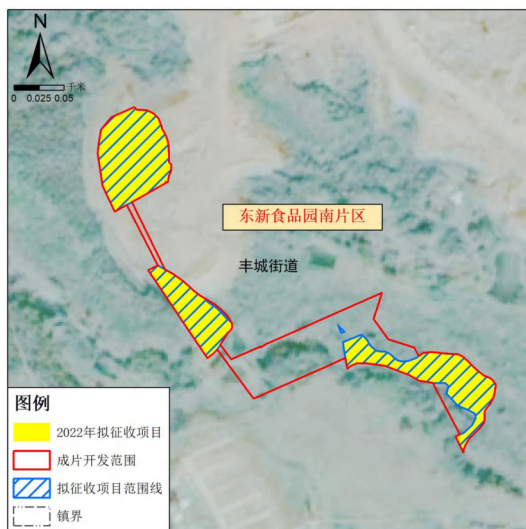 N
千米
0 0.025 0.05
东新食品园南片区
丰城街道
图例
2022年拟征收项目
成片开发范围
拟征收项目范围线
镇界